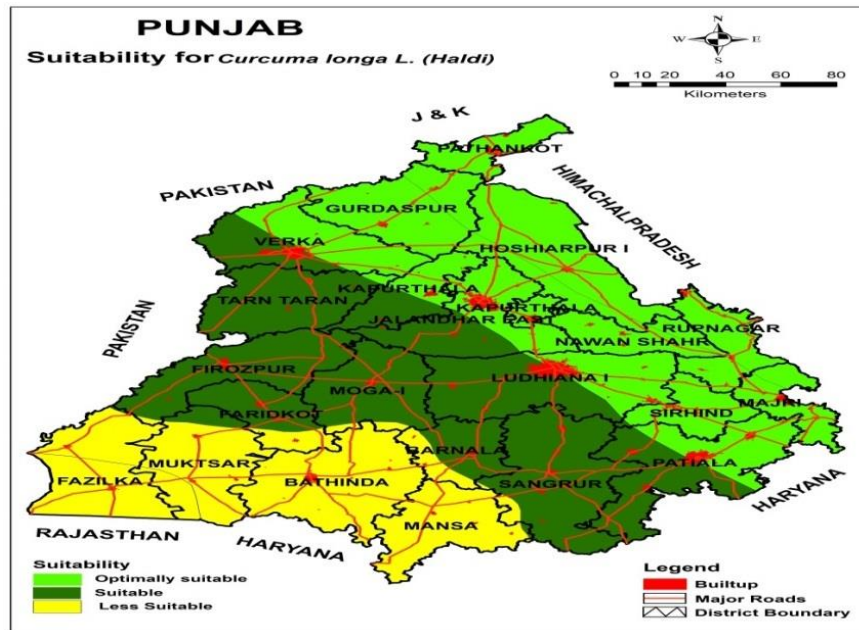 PUNJAB
Suitability for Curcuma longa L. (Haldi)
N
W E
S
0 10 20 40 60 80
Kilometers
J & K
PATHANKOT
PAKISTAN
HIMACHALPRADESH
GURDASPUR
VERKA
HOSHIARPUR I
KAPURTHALA
TARN TARAN
KAPURTHALA
JALANDHAR EAST
RUPNAGAR
PAKISTAN
NAWAN SHAHR
FIROZPUR
LUDHIANA I
MOGA-I
MAJRI
FARIDKOT
SIRHIND
BARNALA
PATIALA
MUKTSAR
FAZILKA
BATHINDA
SANGRUR
HARYANA
MANSA
RAJASTHAN
HARYANA
Suitability
Optimally suitable
Suitable
Less Suitable
Legend
Builtup
Major Roads
District Boundary